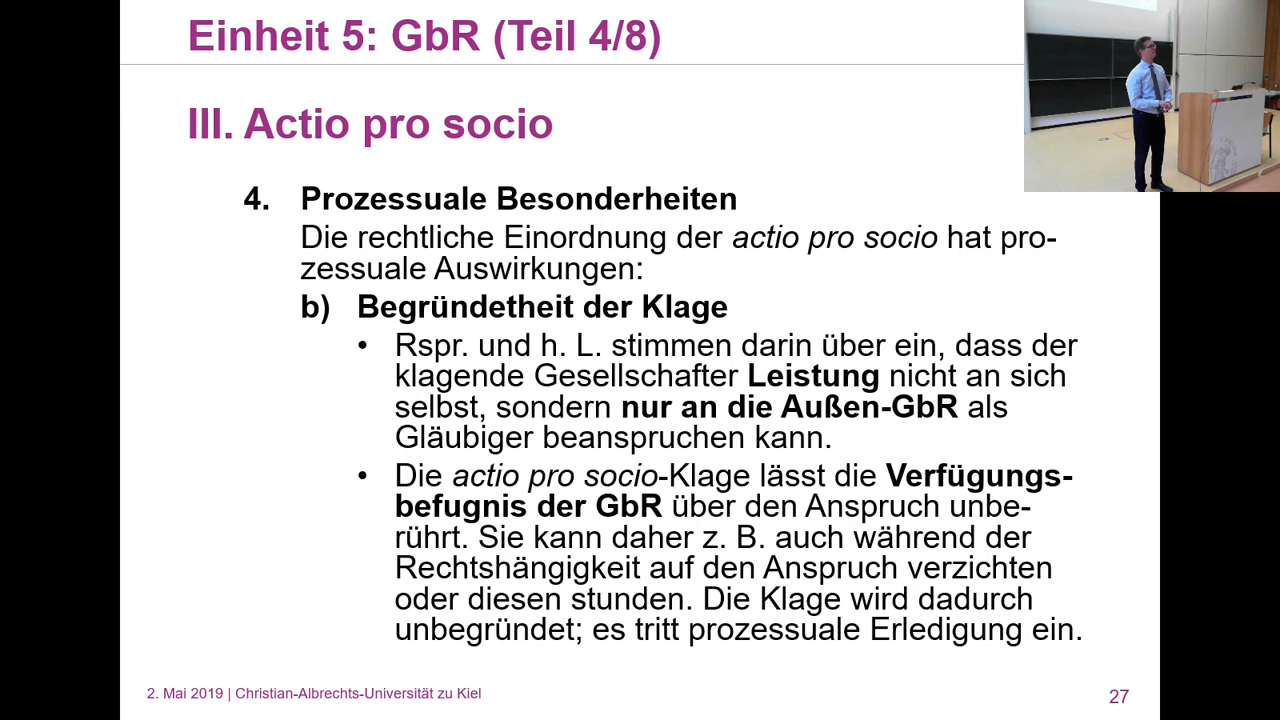 Einheit 5: GbR (Teil 4/8)
III. Actio pro socio
4. Prozessuale Besonderheiten
Die rechtliche Einordnung der actio pro socio hat pro-
zessuale Auswirkungen:
b) Begründetheit der Klage
• Rspr. und h. L. stimmen darin über ein, dass der
klagende Gesellschafter Leistung nicht an sich
selbst, sondern nur an die Außen-GbR als
Gläubiger beanspruchen kann.
• Die actio pro socio-Klage lässt die Verfügungs-
befugnis der GbR über den Anspruch unbe-
rührt. Sie kann daher z. B. auch während der
Rechtshängigkeit auf den Anspruch verzichten
oder diesen stunden. Die Klage wird dadurch
unbegründet; es tritt prozessuale Erledigung ein.
2. Mai 2019 | Christian-Albrechts-Universität zu Kiel
27